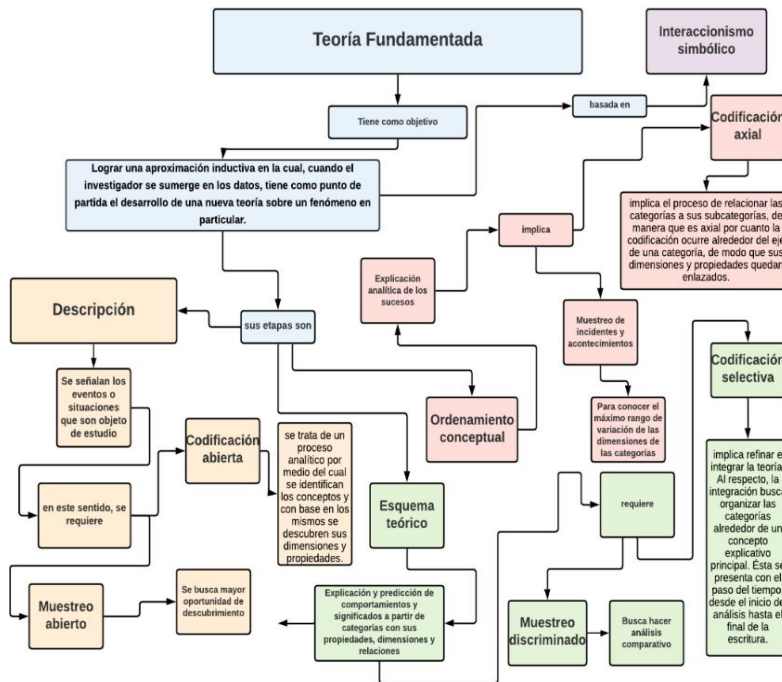 Teoría Fundamentada
Interaccionismo
simbólico
Tiene como objetivo
basada en
Codificación
axial
Lograr una aproximación inductiva en la cual, cuando el
investigador se sumerge en los datos, tiene como punto de
partida el desarrollo de una nueva teoría sobre un fenómeno en
particular.
implica el proceso de relacionar las
categorías a sus subcategorías, de
manera que es axial por cuanto la
codificación ocurre alrededor del eje
de una categoría, de modo que sus
dimensiones y propiedades quedan
enlazados.
implica
Explicación
analítica de los
sucesos
Descripción
sus etapas son
Muestreo de
incidentes y
acontecimientos
Codificación
selectiva
Se señalan los
eventos o
situaciones
que son objeto
de estudio
Ordenamiento
conceptual
Para conocer el
máximo rango de
variación de las
dimensiones de
las categorías
Codificación
abierta
se trata de un
proceso
analítico por
medio del cual
se identifican
los conceptos y
con base en los
mismos se
descubren sus
dimensiones y
propiedades.
implica refinar e
integrar la teoría.
Al respecto, la
integración busca
organizar las
categorías
alrededor de un
concepto
explicativo
principal. Ésta se
presenta con el
paso del tiempo,
desde el inicio del
análisis hasta el
final de la
escritura.
en este sentido, se
requiere
Esquema
teórico
requiere
Muestreo
abierto
Se busca mayor
oportunidad de
descubrimiento
Explicación y predicción de
comportamientos y
significados a partir de
categorías con sus
propiedades, dimensiones y
relaciones
Muestreo
discriminado
Busca hacer
análisis
comparativo